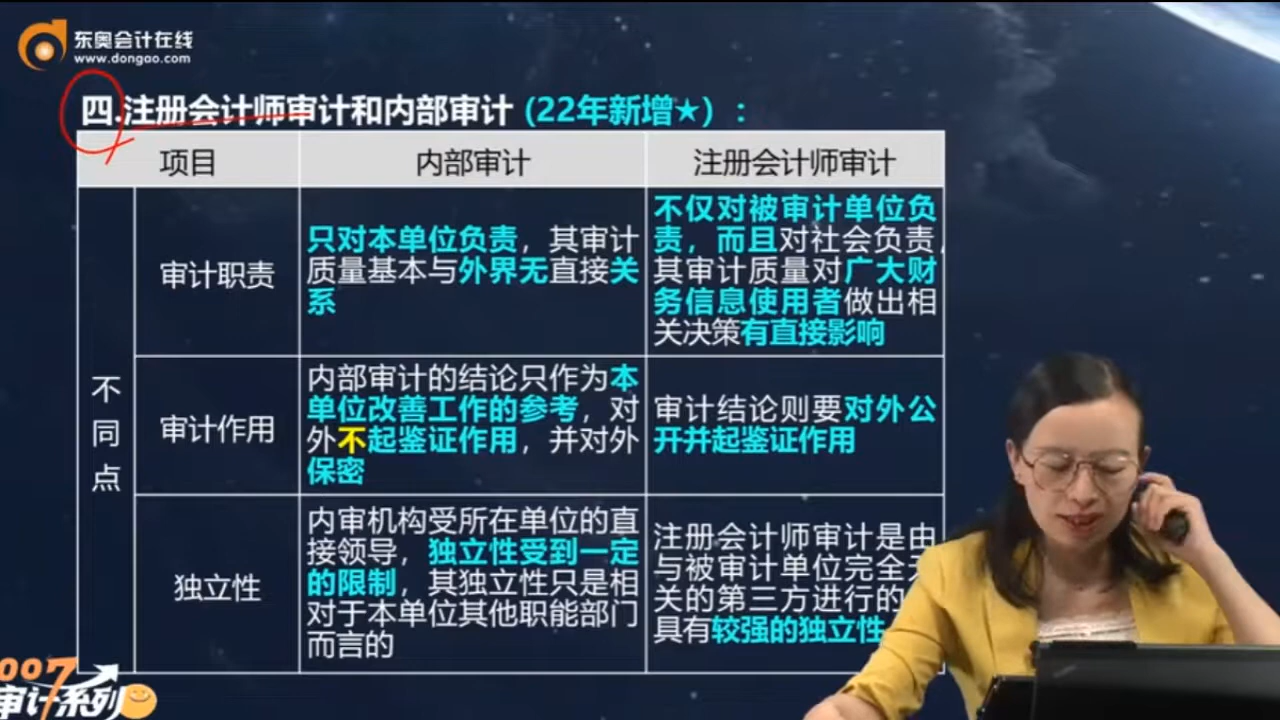 东奥会计在线
www.dongao.com
四.注册会计师审计和内部审计 (22年新增★) :
项目
内部审计
注册会计师审计
不同点
审计职责
只对本单位负责，其审计
质量基本与外界无直接关
系
不仅对被审计单位负
责，而且对社会负责，
其审计质量对广大财
务信息使用者做出相
关决策有直接影响
审计作用
内部审计的结论只作为本
单位改善工作的参考，对
外不起鉴证作用，并对外
保密
审计结论则要对外公
开并起鉴证作用
独立性
内审机构受所在单位的直
接领导，独立性受到一定
的限制，其独立性只是相
对于本单位其他职能部门
而言的
注册会计师审计是由
与被审计单位完全
关的第三方进行的
具有较强的独立性
007
审计系列